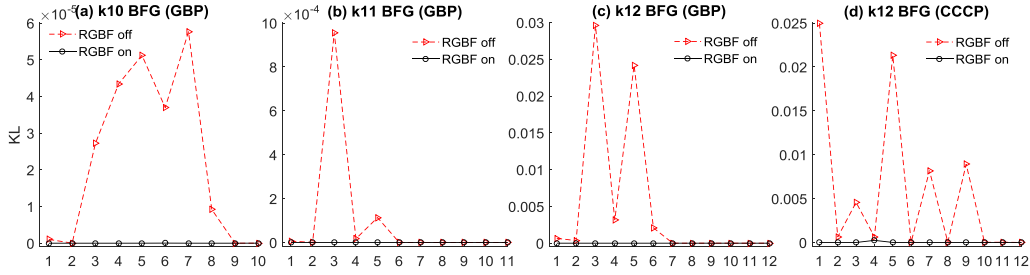 ×10⁻⁵ (a) k10 BFG (GBP)
6
5
4
3
2
1
0
KL
RGBF off
RGBF on
1 2 3 4 5 6 7 8 9 10
×10⁻⁴ (b) k11 BFG (GBP)
10
8
6
4
2
0
RGBF off
RGBF on
1 2 3 4 5 6 7 8 9 10 11
(c) k12 BFG (GBP)
0.03
0.025
0.02
0.015
0.01
0.005
0
RGBF off
RGBF on
1 2 3 4 5 6 7 8 9 10 11 12
(d) k12 BFG (CCCP)
0.025
0.02
0.015
0.01
0.005
0
RGBF off
RGBF on
1 2 3 4 5 6 7 8 9 10 11 12